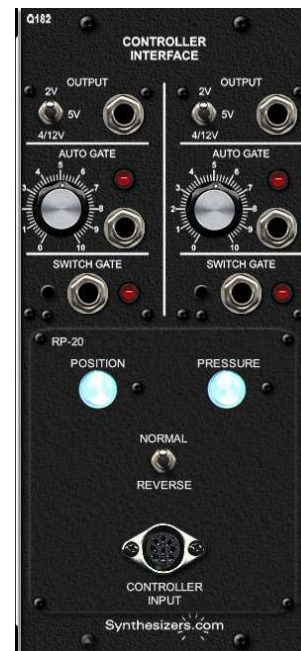 Q182
CONTROLLER
INTERFACE
OUTPUT
2V
5V
4/12V
AUTO GATE
0 1 2 3 4 5 6 7 8 9 10
SWITCH GATE
OUTPUT
2V
5V
4/12V
AUTO GATE
0 1 2 3 4 5 6 7 8 9 10
SWITCH GATE
RP-20
POSITION
PRESSURE
NORMAL
REVERSE
CONTROLLER
INPUT
Synthesizers.com